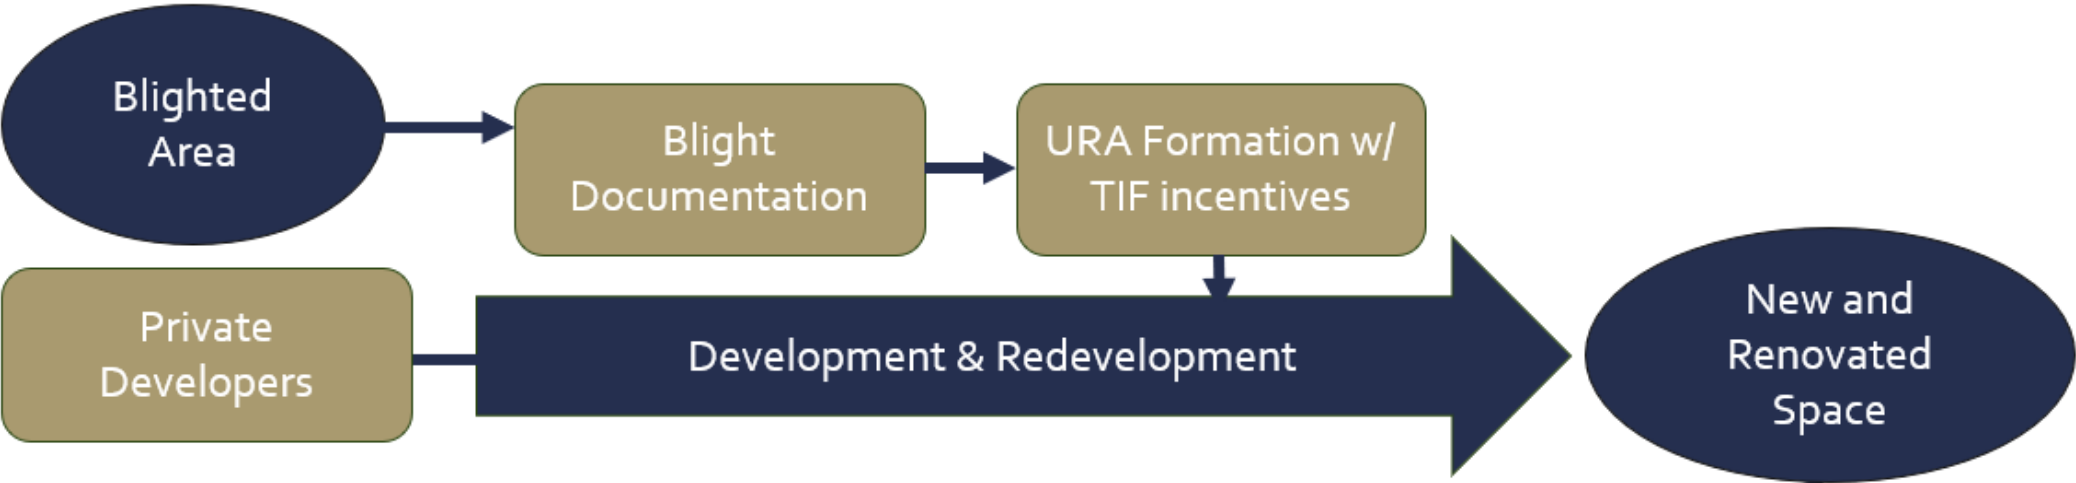 Blighted
Area
Blight
Documentation
URA Formation w/
TIF incentives
Private
Developers
Development & Redevelopment
New and
Renovated
Space